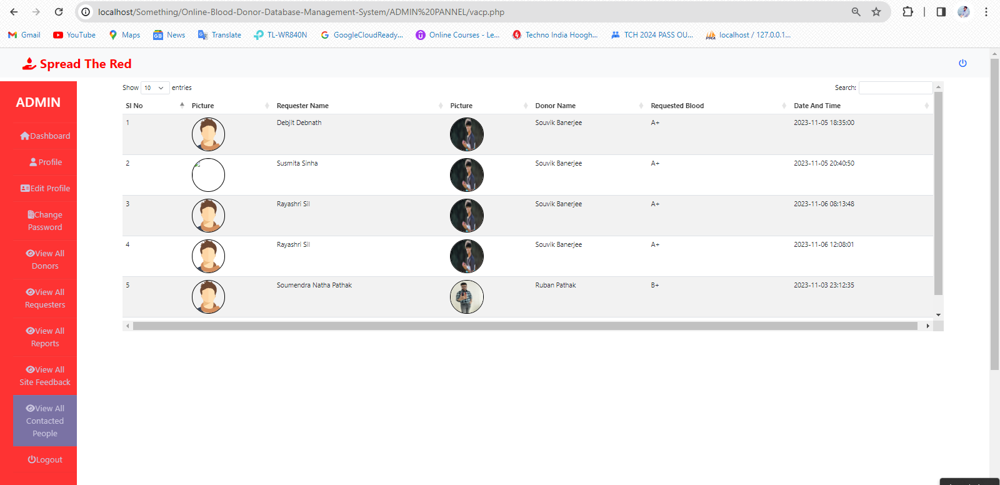 localhost/Something/Online-Blood-Donor-Database-Management-System/ADMIN%20PANNEL/vacp.php
Gmail YouTube Maps News Translate TL-WR840N GoogleCloudReady... Online Courses - Le... Techno India Hoogh... TCH 2024 PASS OU... localhost / 127.0.0.1...
Spread The Red
ADMIN
Dashboard
Profile
Edit Profile
Change
Password
View All
Donors
View All
Requesters
View All
Reports
View All
Site Feedback
View All
Contacted
People
Logout
Show 10 entries Search:
Sl No Picture Requester Name Picture Donor Name Requested Blood Date And Time
1 Debjit Debnath Souvik Banerjee A+ 2023-11-05 18:35:00
2 Susmita Sinha Souvik Banerjee A+ 2023-11-05 20:40:50
3 Rayashri Sil Souvik Banerjee A+ 2023-11-06 08:13:48
4 Rayashri Sil Souvik Banerjee A+ 2023-11-06 12:08:01
5 Soumendra Natha Pathak Ruban Pathak B+ 2023-11-03 23:12:35